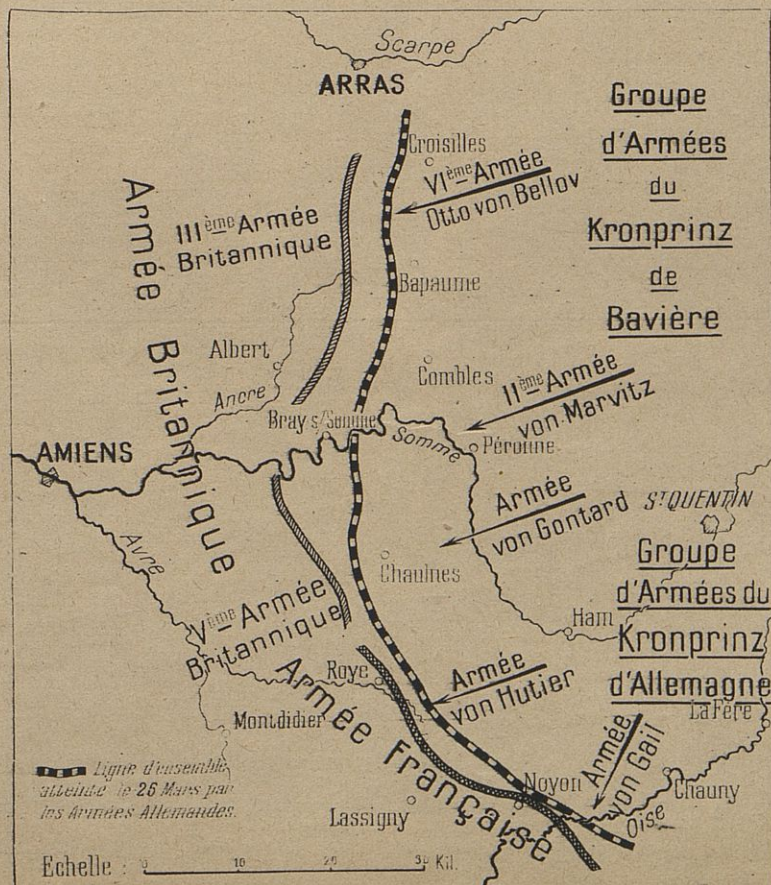 Scarpe
ARRAS
Groupe
d'Armées
du
Kronprinz
de
Bavière
Croisilles
VIème Armée
Otto von Bellov
IIIème Armée
Britannique
Armée Britannique
Bapaume
Albert
Ancre
Combles
IIème Armée
von Marvitz
Bray s/Somme
Somme
Péronne
AMIENS
Armée
von Gontard
ST QUENTIN
Avre
Chaulnes
Groupe
d'Armées du
Kronprinz
d'Allemagne
Ham
Vème Armée
Britannique
Armée Française
Roye
Armée
von Hutier
La Fère
Montdidier
Armée
von Gail
Ligne d'ensemble
atteinte le 26 Mars par
les Armées Allemandes.
Noyon
Chauny
Lassigny
Oise
Echelle : 0 10 20 30 Kil.